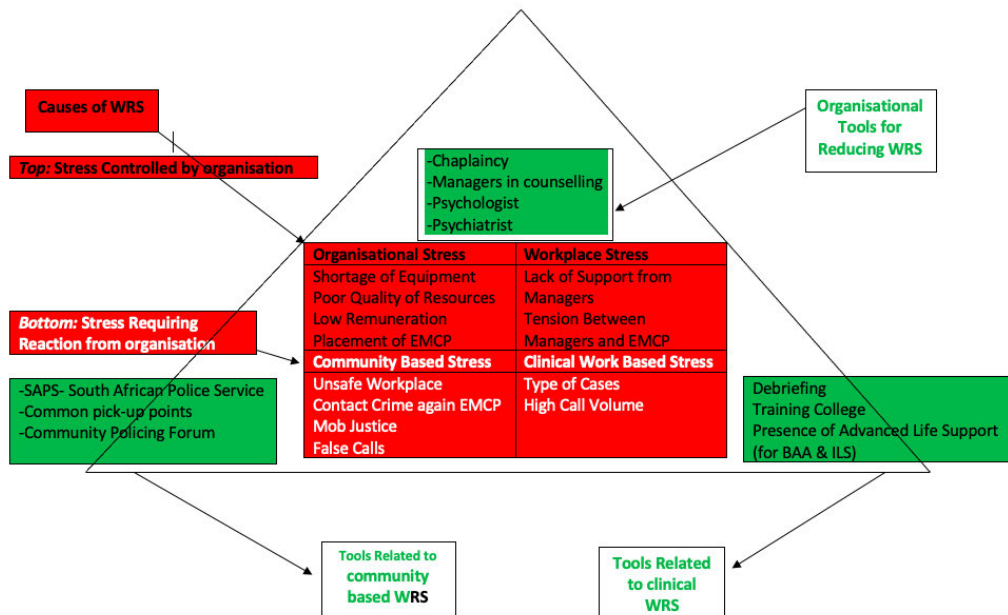 Causes of WRS
Top: Stress Controlled by organisation
Organisational
Tools for
Reducing WRS
-Chaplaincy
-Managers in counselling
-Psychologist
-Psychiatrist
Organisational Stress
Shortage of Equipment
Poor Quality of Resources
Low Remuneration
Placement of EMCP
Workplace Stress
Lack of Support from
Managers
Tension Between
Managers and EMCP
Bottom: Stress Requiring
Reaction from organisation
Community Based Stress
Unsafe Workplace
Contact Crime again EMCP
Mob Justice
False Calls
Clinical Work Based Stress
Type of Cases
High Call Volume
-SAPS- South African Police Service
-Common pick-up points
-Community Policing Forum
Debriefing
Training College
Presence of Advanced Life Support
(for BAA & ILS)
Tools Related to
community
based WRS
Tools Related
to clinical
WRS